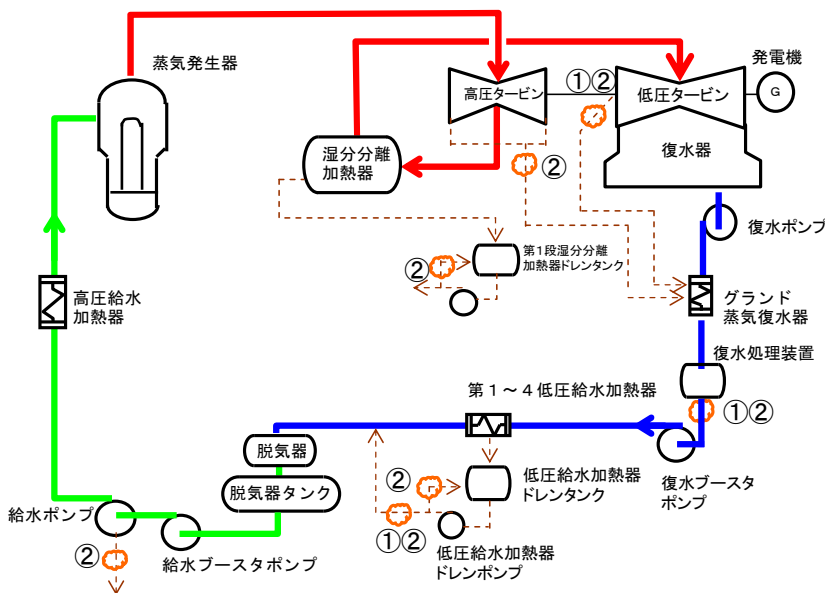 蒸気発生器
高圧タービン
①②
低圧タービン
発電機
G
湿分分離
加熱器
②
復水器
復水ポンプ
第1段湿分分離
加熱器ドレンタンク
②
高圧給水
加熱器
グランド
蒸気復水器
復水処理装置
第1～4低圧給水加熱器
①②
脱気器
脱気器タンク
②
低圧給水加熱器
ドレンタンク
復水ブースタ
ポンプ
給水ポンプ
①②
②
給水ブースタポンプ
低圧給水加熱器
ドレンポンプ